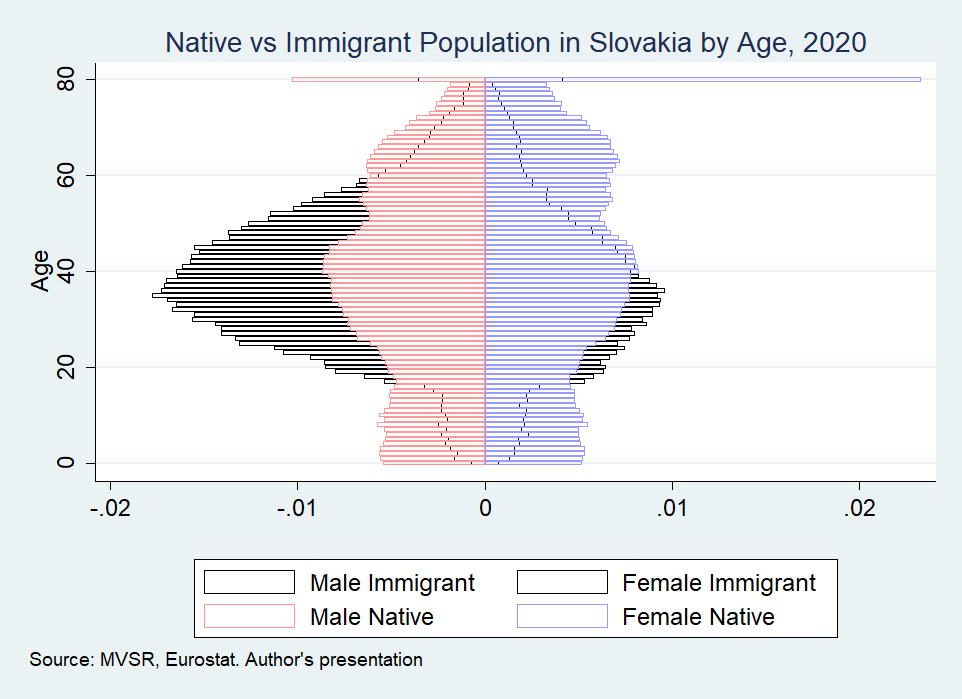 Native vs Immigrant Population in Slovakia by Age, 2020
80
60
40
20
0
Age
-.02 -.01 0 .01 .02
Male Immigrant Female Immigrant
Male Native Female Native
Source: MVSR, Eurostat. Author's presentation